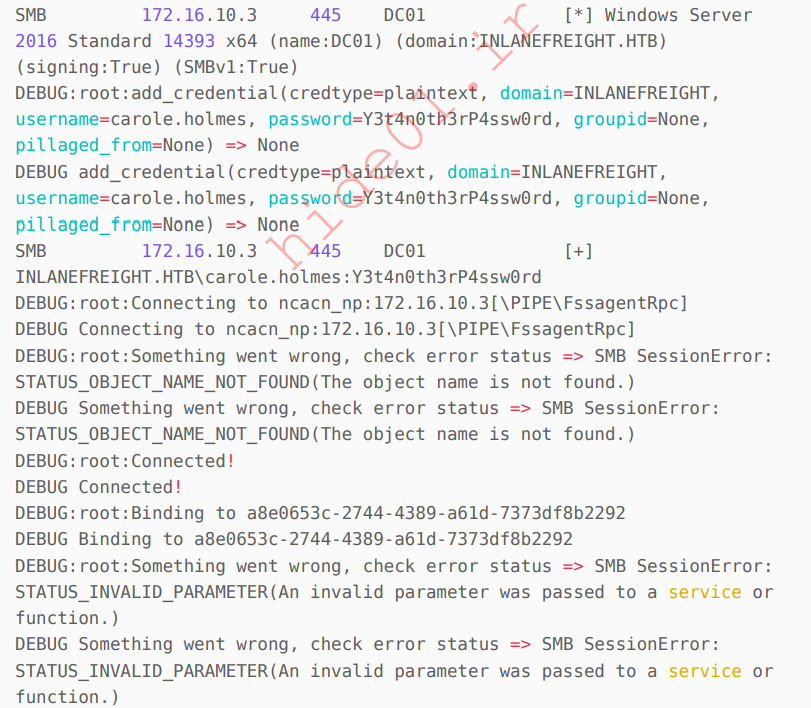 SMB         172.16.10.3     445    DC01             [*] Windows Server
2016 Standard 14393 x64 (name:DC01) (domain:INLANEFREIGHT.HTB)
(signing:True) (SMBv1:True)
DEBUG:root:add_credential(credtype=plaintext, domain=INLANEFREIGHT,
username=carole.holmes, password=Y3t4n0th3rP4ssw0rd, groupid=None,
pillaged_from=None) => None
DEBUG add_credential(credtype=plaintext, domain=INLANEFREIGHT,
username=carole.holmes, password=Y3t4n0th3rP4ssw0rd, groupid=None,
pillaged_from=None) => None
SMB         172.16.10.3     445    DC01             [+]
INLANEFREIGHT.HTB\carole.holmes:Y3t4n0th3rP4ssw0rd
DEBUG:root:Connecting to ncacn_np:172.16.10.3[\PIPE\FssagentRpc]
DEBUG Connecting to ncacn_np:172.16.10.3[\PIPE\FssagentRpc]
DEBUG:root:Something went wrong, check error status => SMB SessionError:
STATUS_OBJECT_NAME_NOT_FOUND(The object name is not found.)
DEBUG Something went wrong, check error status => SMB SessionError:
STATUS_OBJECT_NAME_NOT_FOUND(The object name is not found.)
DEBUG:root:Connected!
DEBUG Connected!
DEBUG:root:Binding to a8e0653c-2744-4389-a61d-7373df8b2292
DEBUG Binding to a8e0653c-2744-4389-a61d-7373df8b2292
DEBUG:root:Something went wrong, check error status => SMB SessionError:
STATUS_INVALID_PARAMETER(An invalid parameter was passed to a service or
function.)
DEBUG Something went wrong, check error status => SMB SessionError:
STATUS_INVALID_PARAMETER(An invalid parameter was passed to a service or
function.)
hide01.ir